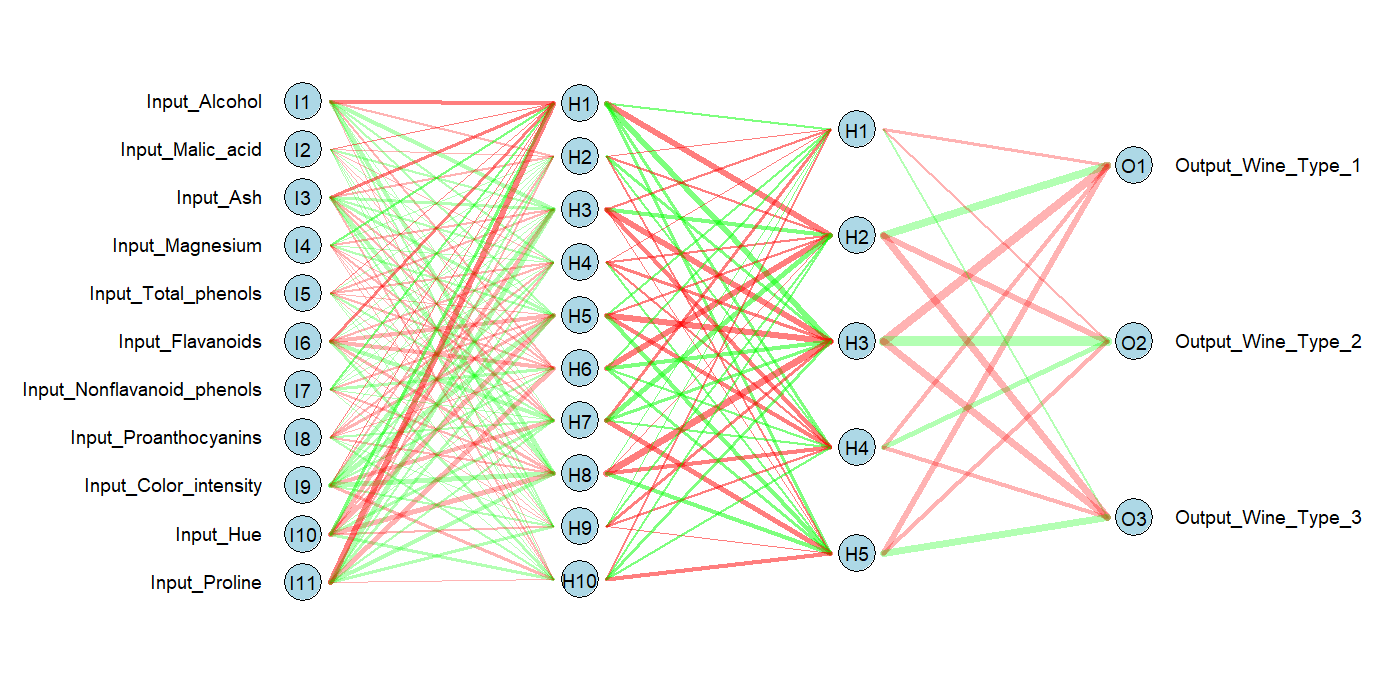 Input_Alcohol
Input_Malic_acid
Input_Ash
Input_Magnesium
Input_Total_phenols
Input_Flavanoids
Input_Nonflavanoid_phenols
Input_Proanthocyanins
Input_Color_intensity
Input_Hue
Input_Proline
I1
I2
I3
I4
I5
I6
I7
I8
I9
I10
I11
H1
H2
H3
H4
H5
H6
H7
H8
H9
H10
H1
H2
H3
H4
H5
O1
O2
O3
Output_Wine_Type_1
Output_Wine_Type_2
Output_Wine_Type_3